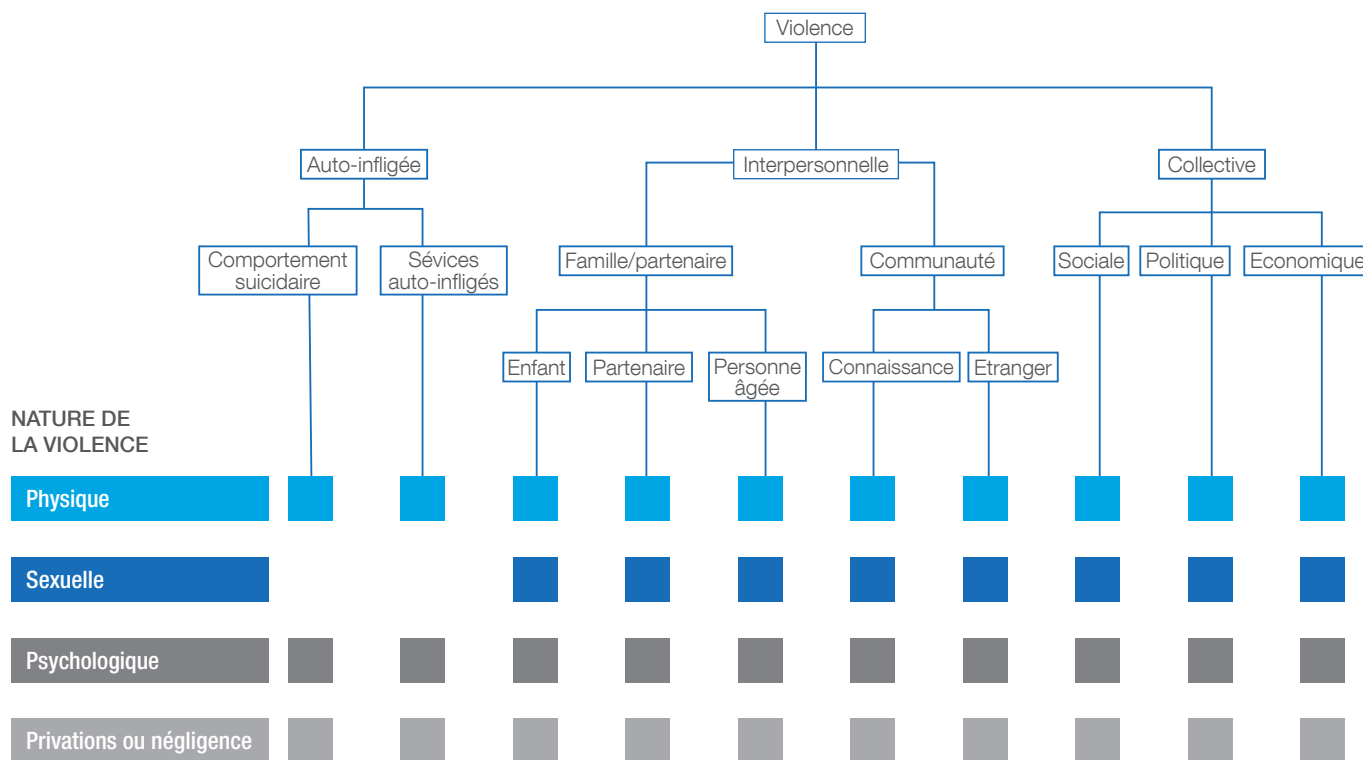 Violence
Auto-infligée
Interpersonnelle
Collective
Comportement
suicidaire
Sévices
auto-infligés
Famille/partenaire
Communauté
Sociale
Politique
Economique
Enfant
Partenaire
Personne
âgée
Connaissance
Etranger
NATURE DE
LA VIOLENCE
Physique
Sexuelle
Psychologique
Privations ou négligence